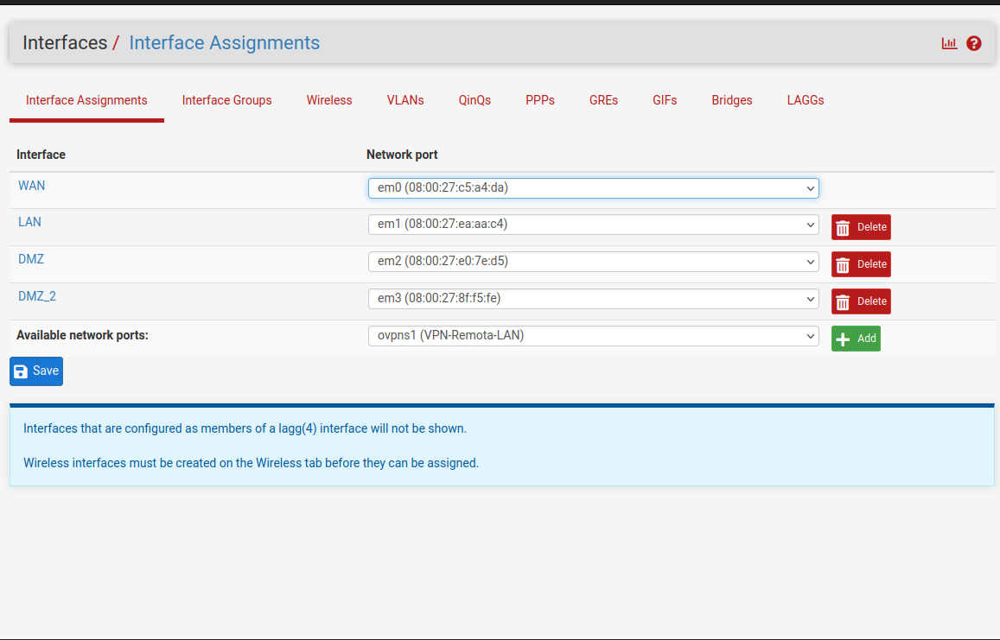 Interfaces / Interface Assignments
Interface Assignments Interface Groups Wireless VLANs QinQs PPPs GREs GIFs Bridges LAGGs
Interface Network port
WAN em0 (08:00:27:c5:a4:da)
LAN em1 (08:00:27:ea:aa:c4) Delete
DMZ em2 (08:00:27:e0:7e:d5) Delete
DMZ_2 em3 (08:00:27:8f:f5:fe) Delete
Available network ports: ovpns1 (VPN-Remota-LAN) Add
Save
Interfaces that are configured as members of a lagg(4) interface will not be shown.
Wireless interfaces must be created on the Wireless tab before they can be assigned.